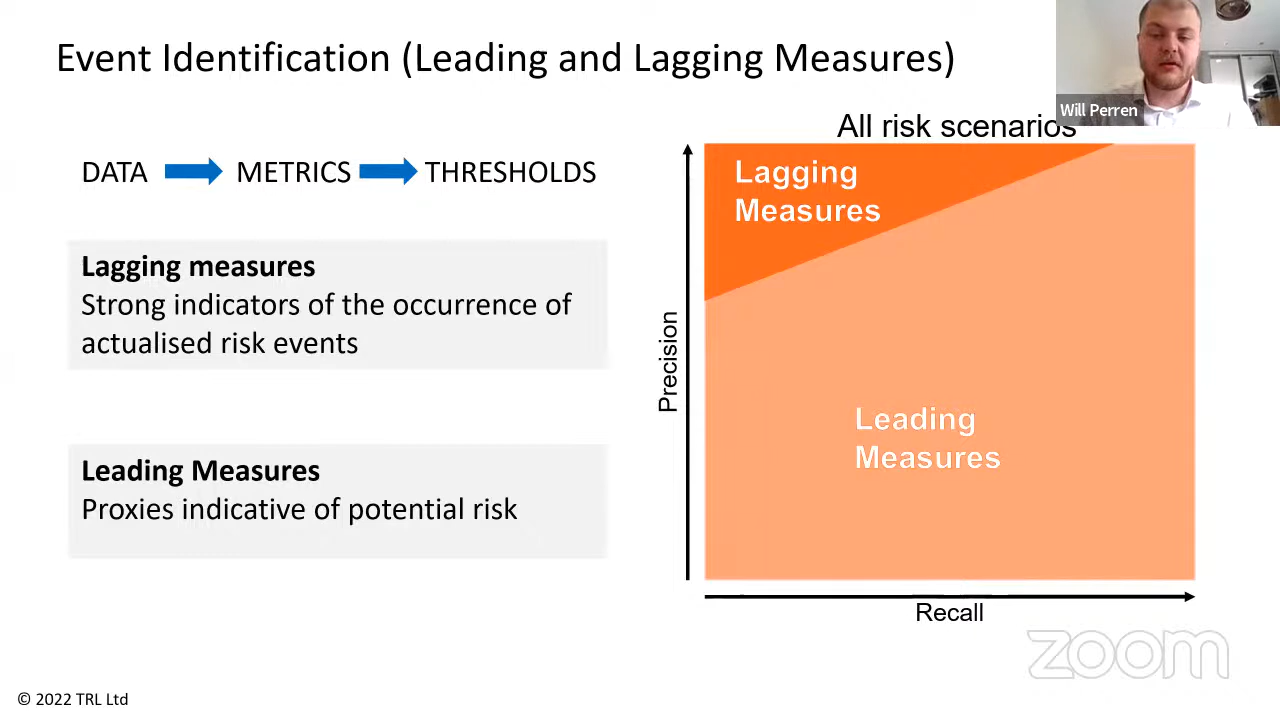 Event Identification (Leading and Lagging Measures)
Will Perren
DATA METRICS THRESHOLDS
Lagging measures
Strong indicators of the occurrence of
actualised risk events
Leading Measures
Proxies indicative of potential risk
All risk scenarios
Lagging
Measures
Leading
Measures
Precision
Recall
zoom
© 2022 TRL Ltd